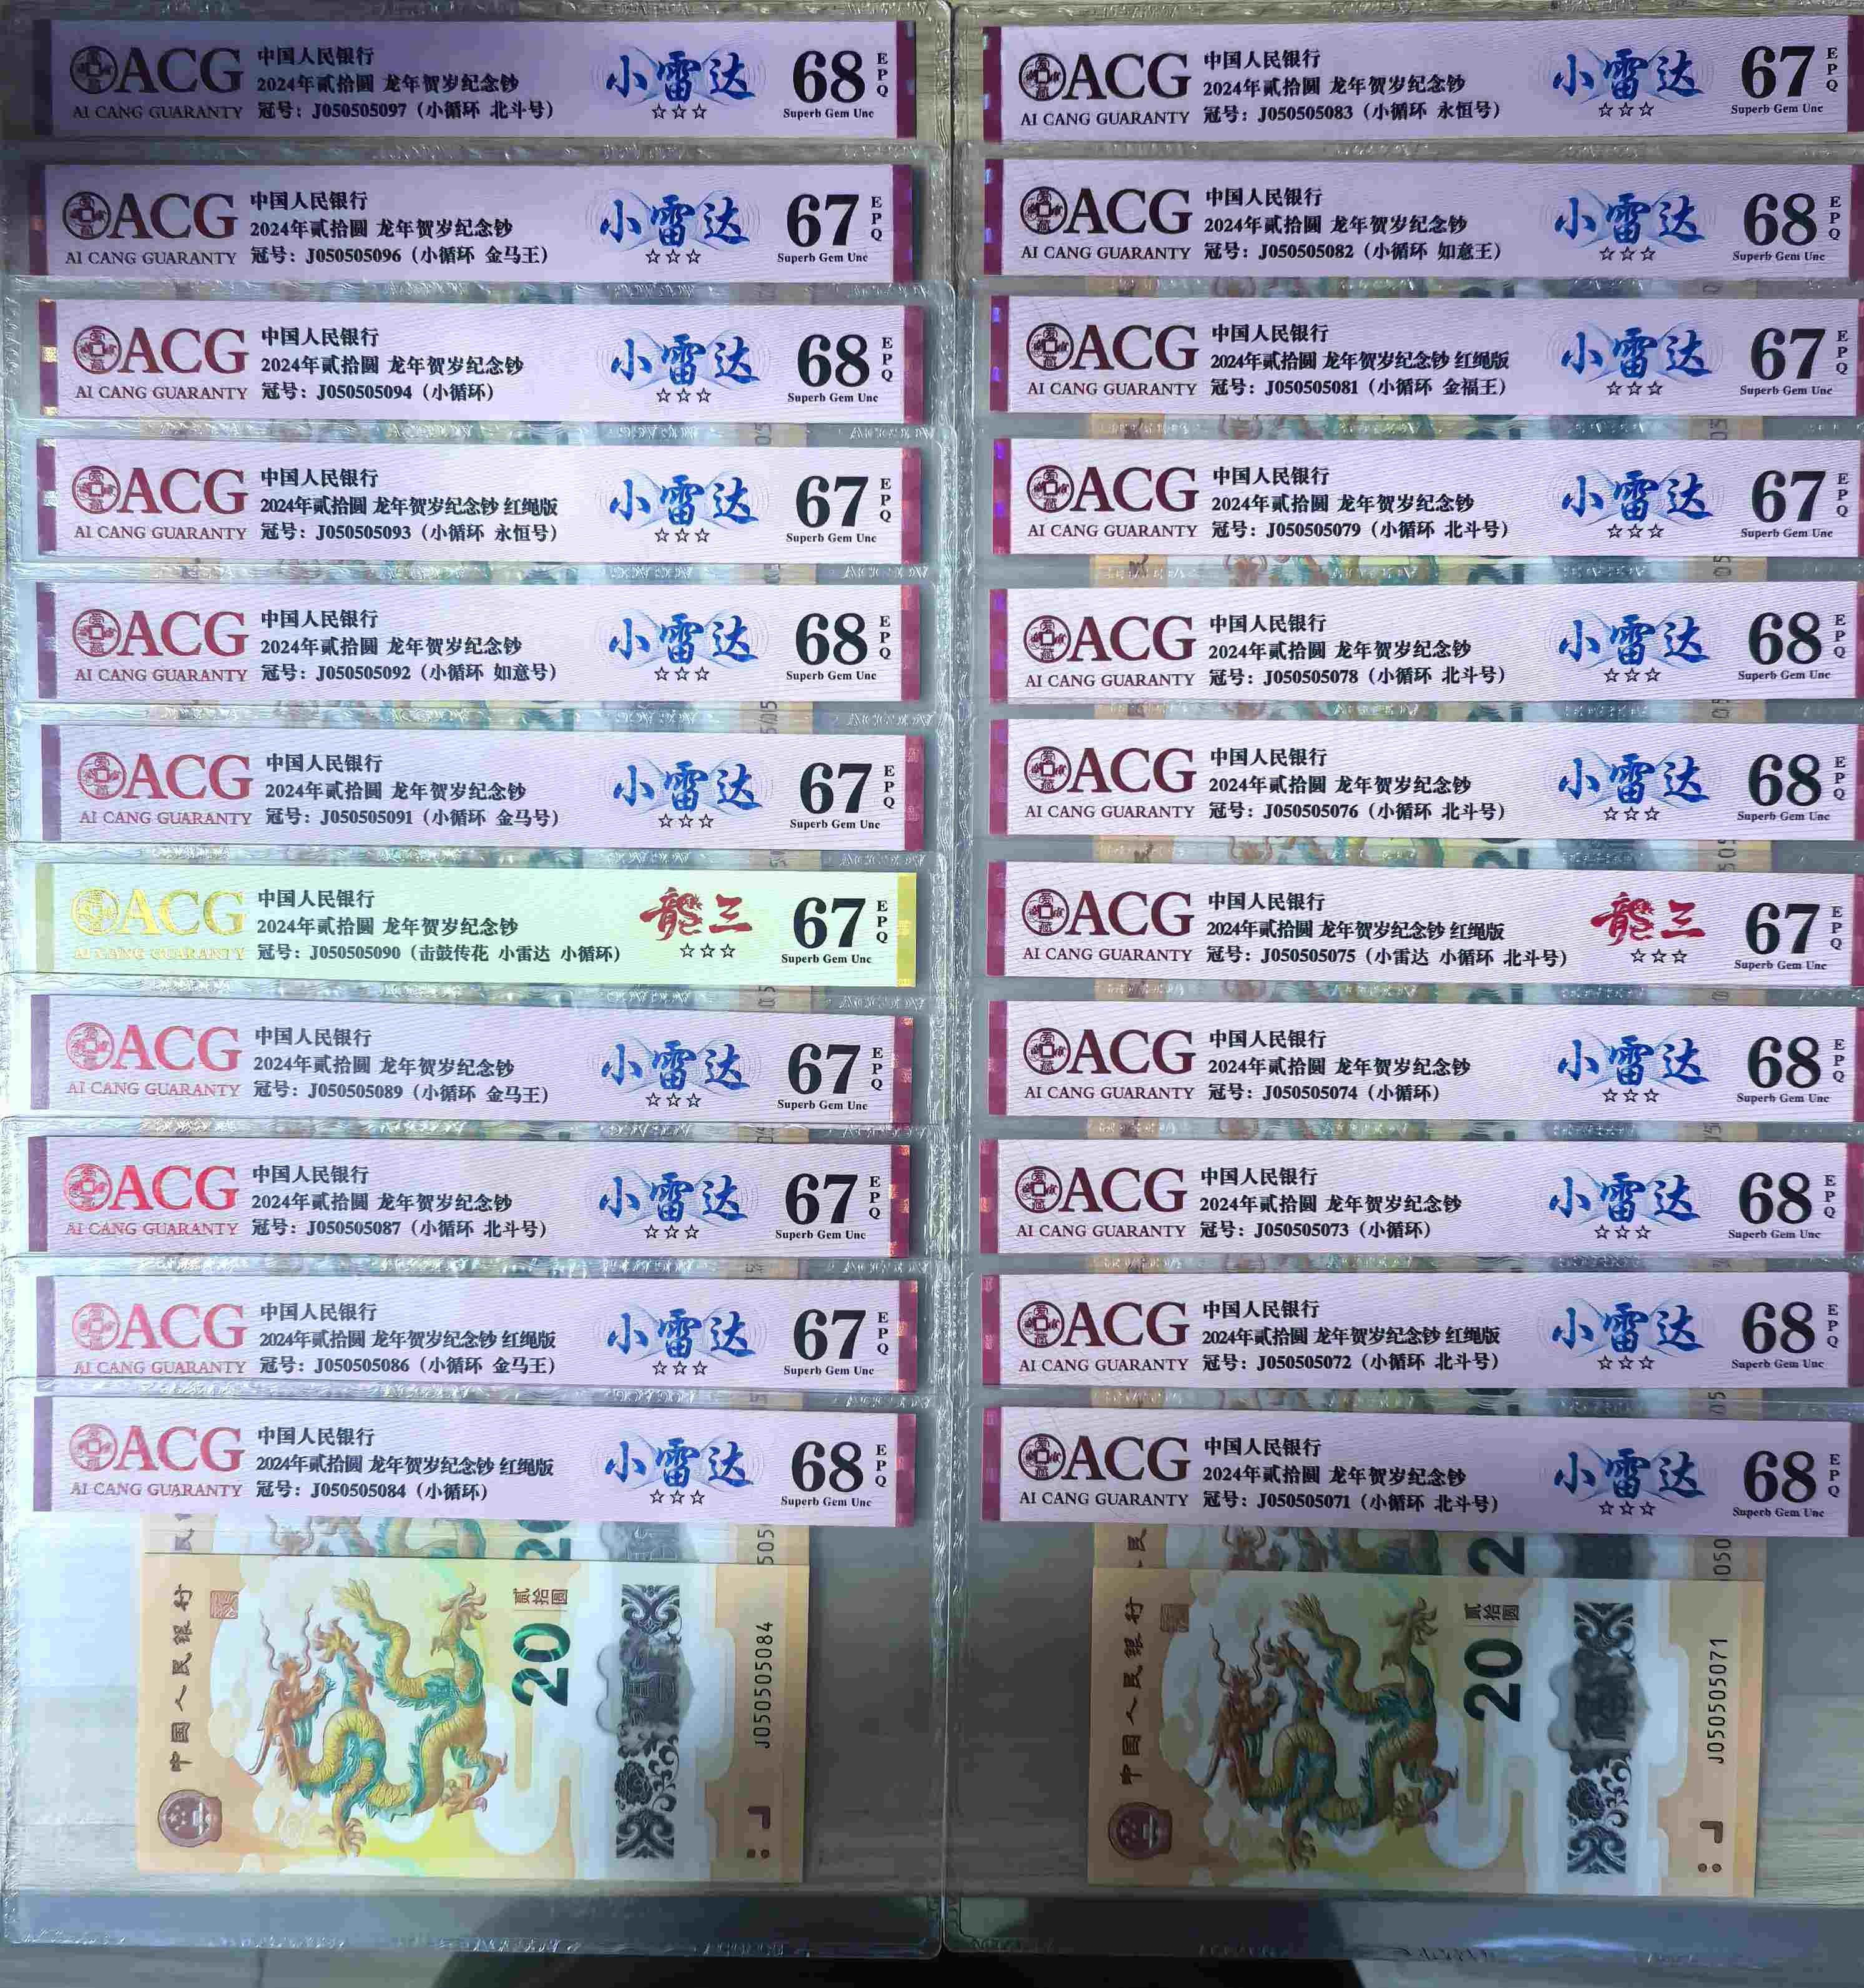 ACG
AI CANG GUARANTY
中国人民银行
2024年贰拾圆 龙年贺岁纪念钞
冠号：J050505097（小循环 北斗号）
小雷达
☆☆☆
68
EPQ
Superb Gem Unc
ACG
AI CANG GUARANTY
中国人民银行
2024年贰拾圆 龙年贺岁纪念钞
冠号：J050505096（小循环 金马王）
小雷达
☆☆☆
67
EPQ
Superb Gem Unc
ACG
AI CANG GUARANTY
中国人民银行
2024年贰拾圆 龙年贺岁纪念钞
冠号：J050505094（小循环）
小雷达
☆☆☆
68
EPQ
Superb Gem Unc
ACG
AI CANG GUARANTY
中国人民银行
2024年贰拾圆 龙年贺岁纪念钞 红绳版
冠号：J050505093（小循环 永恒号）
小雷达
☆☆☆
67
EPQ
Superb Gem Unc
ACG
AI CANG GUARANTY
中国人民银行
2024年贰拾圆 龙年贺岁纪念钞
冠号：J050505092（小循环 如意号）
小雷达
☆☆☆
68
EPQ
Superb Gem Unc
ACG
AI CANG GUARANTY
中国人民银行
2024年贰拾圆 龙年贺岁纪念钞
冠号：J050505091（小循环 金马号）
小雷达
☆☆☆
67
EPQ
Superb Gem Unc
ACG
AI CANG GUARANTY
中国人民银行
2024年贰拾圆 龙年贺岁纪念钞
冠号：J050505090（击鼓传花 小雷达 小循环）
龍三
☆☆☆
67
EPQ
Superb Gem Unc
ACG
AI CANG GUARANTY
中国人民银行
2024年贰拾圆 龙年贺岁纪念钞
冠号：J050505089（小循环 金马王）
小雷达
☆☆☆
67
EPQ
Superb Gem Unc
ACG
AI CANG GUARANTY
中国人民银行
2024年贰拾圆 龙年贺岁纪念钞
冠号：J050505087（小循环 北斗号）
小雷达
☆☆☆
67
EPQ
Superb Gem Unc
ACG
AI CANG GUARANTY
中国人民银行
2024年贰拾圆 龙年贺岁纪念钞 红绳版
冠号：J050505086（小循环 金马王）
小雷达
☆☆☆
67
EPQ
Superb Gem Unc
ACG
AI CANG GUARANTY
中国人民银行
2024年贰拾圆 龙年贺岁纪念钞 红绳版
冠号：J050505084（小循环）
小雷达
☆☆☆
68
EPQ
Superb Gem Unc
中国人民银行
贰拾圆
20
J050505084
ACG
AI CANG GUARANTY
中国人民银行
2024年贰拾圆 龙年贺岁纪念钞
冠号：J050505083（小循环 永恒号）
小雷达
☆☆☆
67
EPQ
Superb Gem Unc
ACG
AI CANG GUARANTY
中国人民银行
2024年贰拾圆 龙年贺岁纪念钞
冠号：J050505082（小循环 如意王）
小雷达
☆☆☆
68
EPQ
Superb Gem Unc
ACG
AI CANG GUARANTY
中国人民银行
2024年贰拾圆 龙年贺岁纪念钞 红绳版
冠号：J050505081（小循环 金福王）
小雷达
☆☆☆
67
EPQ
Superb Gem Unc
ACG
AI CANG GUARANTY
中国人民银行
2024年贰拾圆 龙年贺岁纪念钞
冠号：J050505079（小循环 北斗号）
小雷达
☆☆☆
67
EPQ
Superb Gem Unc
ACG
AI CANG GUARANTY
中国人民银行
2024年贰拾圆 龙年贺岁纪念钞
冠号：J050505078（小循环 北斗号）
小雷达
☆☆☆
68
EPQ
Superb Gem Unc
ACG
AI CANG GUARANTY
中国人民银行
2024年贰拾圆 龙年贺岁纪念钞
冠号：J050505076（小循环 北斗号）
小雷达
☆☆☆
68
EPQ
Superb Gem Unc
ACG
AI CANG GUARANTY
中国人民银行
2024年贰拾圆 龙年贺岁纪念钞 红绳版
冠号：J050505075（小雷达 小循环 北斗号）
龍三
☆☆☆
67
EPQ
Superb Gem Unc
ACG
AI CANG GUARANTY
中国人民银行
2024年贰拾圆 龙年贺岁纪念钞
冠号：J050505074（小循环）
小雷达
☆☆☆
68
EPQ
Superb Gem Unc
ACG
AI CANG GUARANTY
中国人民银行
2024年贰拾圆 龙年贺岁纪念钞
冠号：J050505073（小循环）
小雷达
☆☆☆
68
EPQ
Superb Gem Unc
ACG
AI CANG GUARANTY
中国人民银行
2024年贰拾圆 龙年贺岁纪念钞 红绳版
冠号：J050505072（小循环 北斗号）
小雷达
☆☆☆
68
EPQ
Superb Gem Unc
ACG
AI CANG GUARANTY
中国人民银行
2024年贰拾圆 龙年贺岁纪念钞
冠号：J050505071（小循环 北斗号）
小雷达
☆☆☆
68
EPQ
Superb Gem Unc
中国人民银行
贰拾圆
20
J050505071